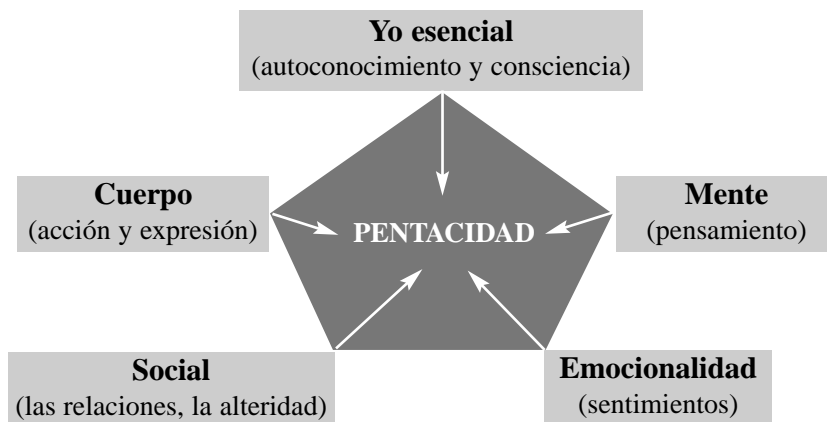 Yo esencial
(autoconocimiento y consciencia)
Cuerpo
(acción y expresión)
Mente
(pensamiento)
PENTACIDAD
Social
(las relaciones, la alteridad)
Emocionalidad
(sentimientos)